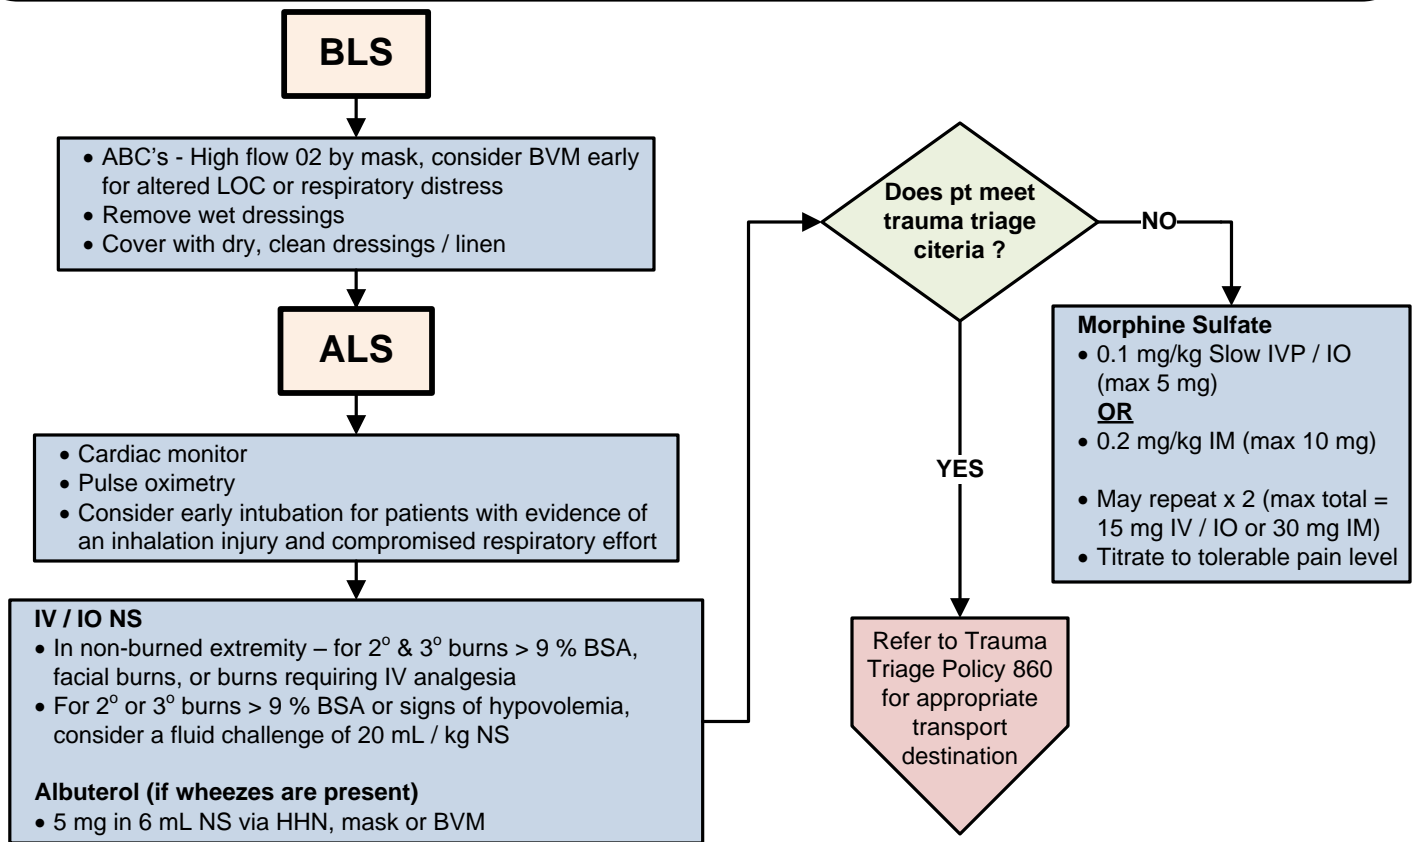 BLS
• ABC's - High flow 02 by mask, consider BVM early
for altered LOC or respiratory distress
• Remove wet dressings
• Cover with dry, clean dressings / linen
ALS
• Cardiac monitor
• Pulse oximetry
• Consider early intubation for patients with evidence of
an inhalation injury and compromised respiratory effort
IV / IO NS
• In non-burned extremity – for 2º & 3º burns > 9 % BSA,
facial burns, or burns requiring IV analgesia
• For 2º or 3º burns > 9 % BSA or signs of hypovolemia,
consider a fluid challenge of 20 mL / kg NS
Albuterol (if wheezes are present)
• 5 mg in 6 mL NS via HHN, mask or BVM
Does pt meet
trauma triage
citeria ?
NO
Morphine Sulfate
• 0.1 mg/kg Slow IVP / IO
(max 5 mg)
OR
• 0.2 mg/kg IM (max 10 mg)
• May repeat x 2 (max total =
15 mg IV / IO or 30 mg IM)
• Titrate to tolerable pain level
YES
Refer to Trauma
Triage Policy 860
for appropriate
transport
destination